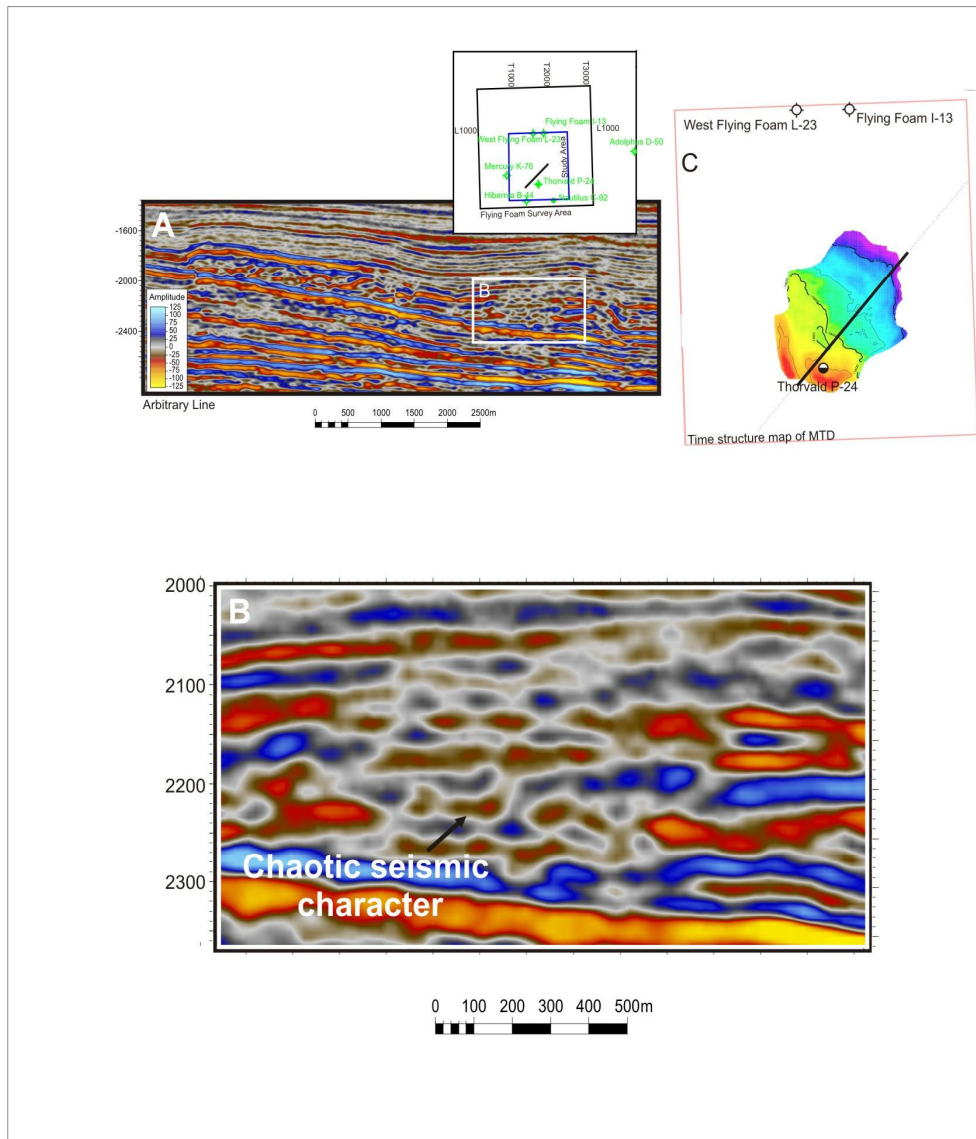 T1000
T2000
T3000
L1000
L1000
Flying Foam I-13
West Flying Foam L-23
Adolphus D-50
Study Area
Mercury K-76
Thorvald P-24
Hibernia B-44
Nautilus C-92
Flying Foam Survey Area
A
-1600
-2000
-2400
B
Amplitude
125
100
75
50
25
0
-25
-50
-75
-100
-125
Arbitrary Line
0 500 1000 1500 2000 2500m
West Flying Foam L-23
Flying Foam I-13
C
Thorvald P-24
Time structure map of MTD
B
2000
2100
2200
2300
Chaotic seismic
character
0 100 200 300 400 500m